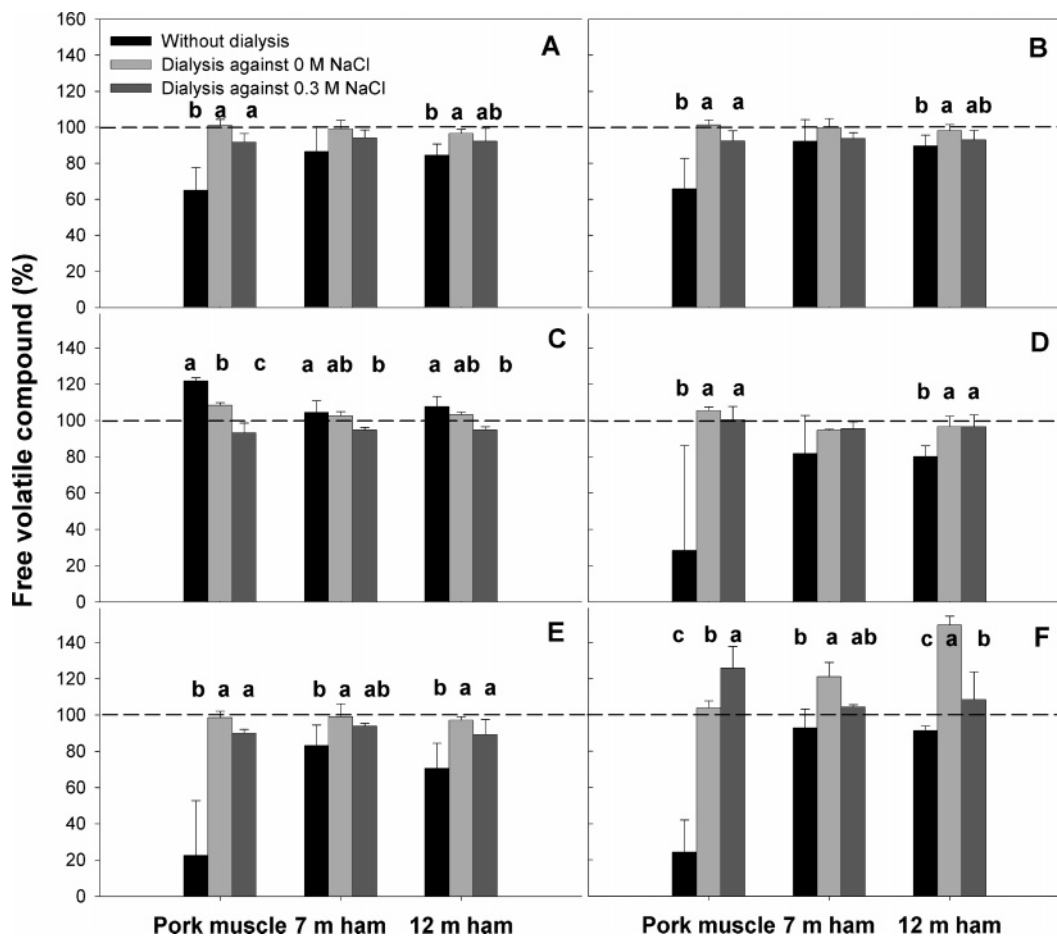 Free volatile compound (%)
160
140
120
100
80
60
40
20
0
Without dialysis
Dialysis against 0 M NaCl
Dialysis against 0.3 M NaCl
A
b a a
b a ab
B
b a a
b a ab
140
120
100
80
60
40
20
0
C
a b c
a ab b
a ab b
D
b a a
b a a
140
120
100
80
60
40
20
0
E
b a a
b a ab
b a a
F
c b a
b a ab
c a b
Pork muscle 7 m ham 12 m ham
Pork muscle 7 m ham 12 m ham